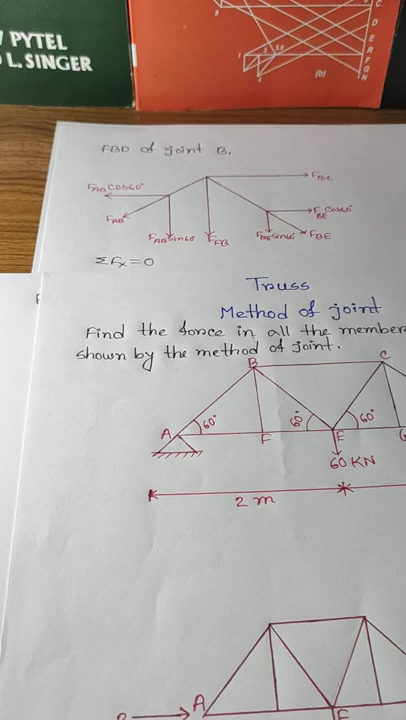 PYTEL
L. SINGER
C
D
E
R
F
G
N
(b)
FBD of joint B,
FAB COS60°
FBC
F COS60°
BE
FAB
FAB Sin60
FFB
FBE Sin60
FBE
ΣFx=0
Truss
Method of joint
Find the force in all the member
shown by the method of joint.
B
C
A
60°
F
60°
E
60°
60 KN
2 m
A